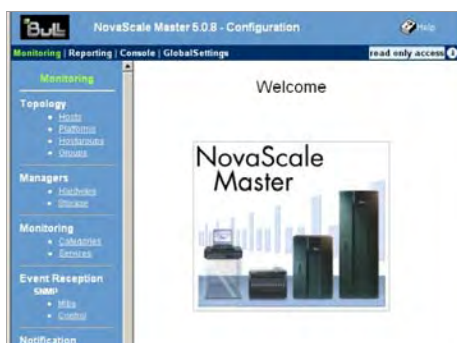 Bull
NovaScale Master 5.0.8 - Configuration
Help
Monitoring | Reporting | Console | GlobalSettings
read only access
Monitoring
Topology
Hosts
Platforms
Hostgroups
Groups
Managers
Hardware
Storage
Monitoring
Categories
Services
Event Reception
SNMP
Mibs
Control
Notification
Welcome
NovaScale
Master